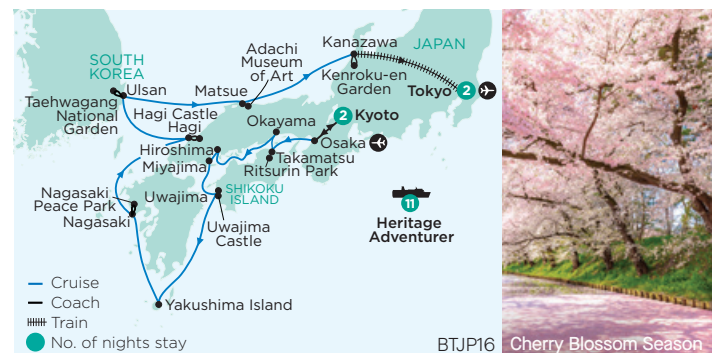 SOUTH
KOREA
Ulsan
Taehwagang
National
Garden
Hagi Castle
Hagi
Matsue
Adachi
Museum
of Art
Kanazawa
JAPAN
Kenroku-en
Garden
Tokyo 2
Okayama
2 Kyoto
Osaka
Hiroshima
Miyajima
Takamatsu
Ritsurin Park
Nagasaki
Peace Park
Nagasaki
Uwajima
SHIKOKU
ISLAND
Uwajima
Castle
11
Heritage
Adventurer
Yakushima Island
Cruise
Coach
Train
No. of nights stay
BTJP16
Cherry Blossom Season